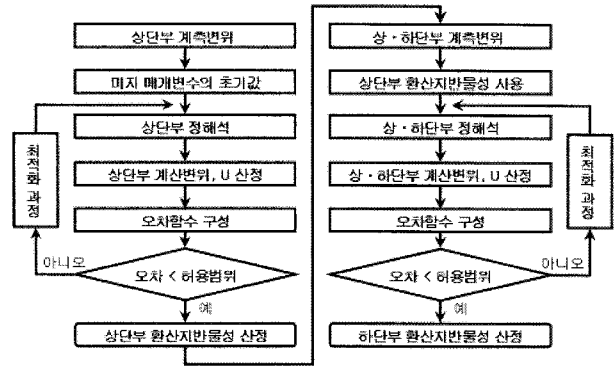 상단부 계측변위
미지 매개변수의 초기값
상단부 정해석
상단부 계산변위, U 산정
오차함수 구성
오차 < 허용범위
상단부 환산지반물성 산정
최적화 과정
아니오
예
상·하단부 계측변위
상단부 환산지반물성 사용
상·하단부 정해석
상·하단부 계산변위, U 산정
오차함수 구성
오차 < 허용범위
하단부 환산지반물성 산정
최적화 과정
아니오
예